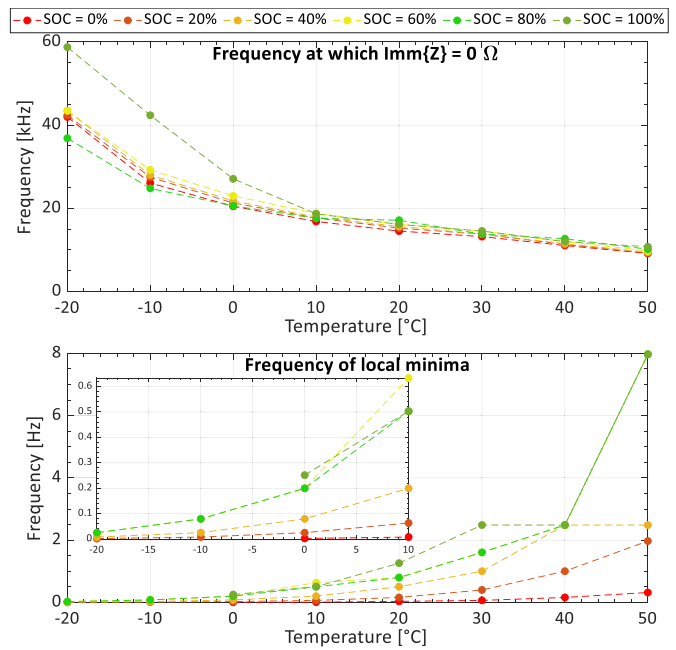 SOC = 0% SOC = 20% SOC = 40% SOC = 60% SOC = 80% SOC = 100%
Frequency at which Imm{Z} = 0 Ω
60
40
20
0
Frequency [kHz]
-20 -10 0 10 20 30 40 50
Temperature [°C]
Frequency of local minima
8
6
4
2
0
Frequency [Hz]
0.6
0.5
0.4
0.3
0.2
0.1
0
-20 -15 -10 -5 0 5 10
-20 -10 0 10 20 30 40 50
Temperature [°C]